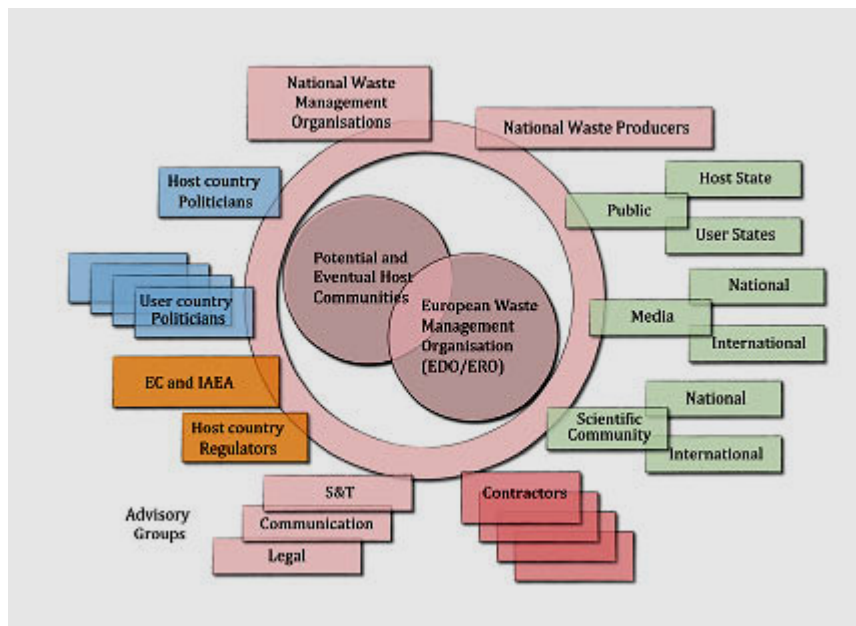 National Waste
Management
Organisations
National Waste Producers
Host country
Politicians
Host State
Public
User States
Potential and
Eventual Host
Communities
User country
Politicians
European Waste
Management
Organisation
(EDO/ERO)
National
Media
International
EC and IAEA
National
Scientific
Community
International
Host country
Regulators
Advisory
Groups
S&T
Communication
Legal
Contractors